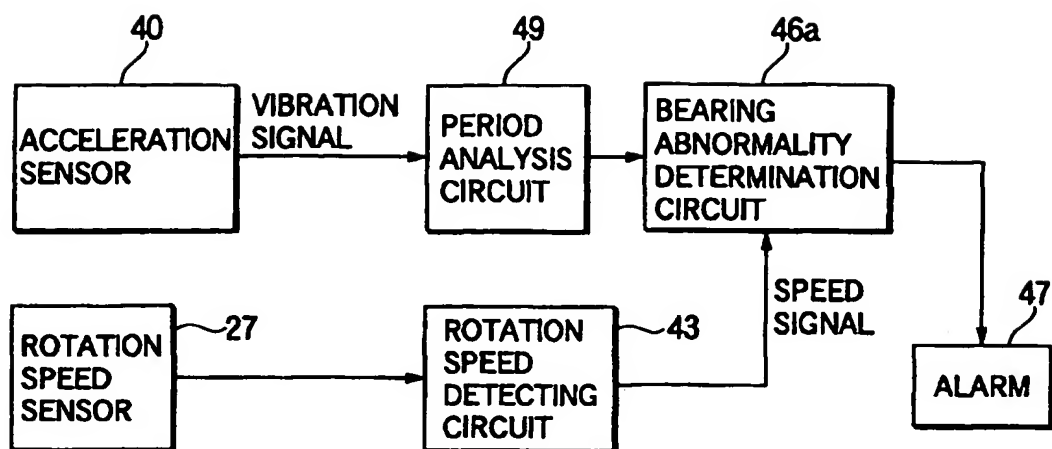 40
49
46a
ACCELERATION
SENSOR
VIBRATION
SIGNAL
PERIOD
ANALYSIS
CIRCUIT
BEARING
ABNORMALITY
DETERMINATION
CIRCUIT
27
ROTATION
SPEED
SENSOR
43
ROTATION
SPEED
DETECTING
CIRCUIT
SPEED
SIGNAL
47
ALARM